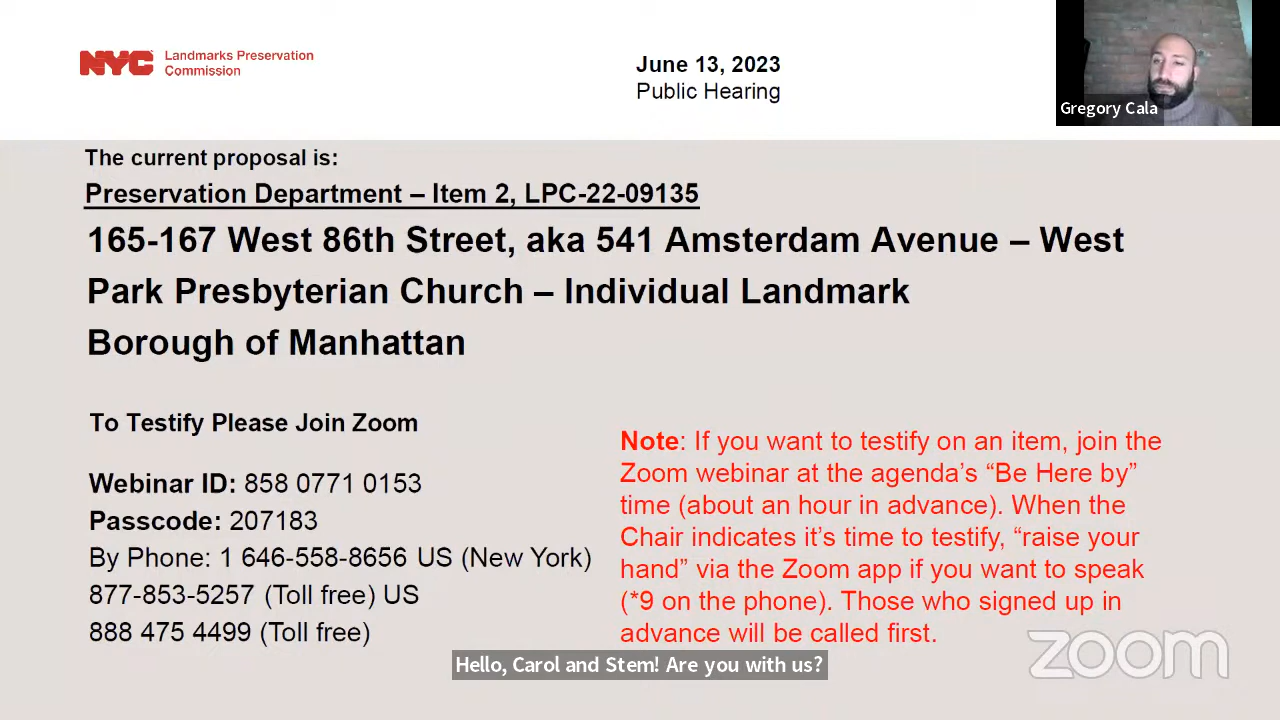 NYC Landmarks Preservation
Commission
June 13, 2023
Public Hearing
Gregory Cala
The current proposal is:
Preservation Department – Item 2, LPC-22-09135
165-167 West 86th Street, aka 541 Amsterdam Avenue – West
Park Presbyterian Church – Individual Landmark
Borough of Manhattan
To Testify Please Join Zoom
Webinar ID: 858 0771 0153
Passcode: 207183
By Phone: 1 646-558-8656 US (New York)
877-853-5257 (Toll free) US
888 475 4499 (Toll free)
Note: If you want to testify on an item, join the
Zoom webinar at the agenda’s “Be Here by”
time (about an hour in advance). When the
Chair indicates it’s time to testify, “raise your
hand” via the Zoom app if you want to speak
(*9 on the phone). Those who signed up in
advance will be called first.
zoom
Hello, Carol and Stem! Are you with us?